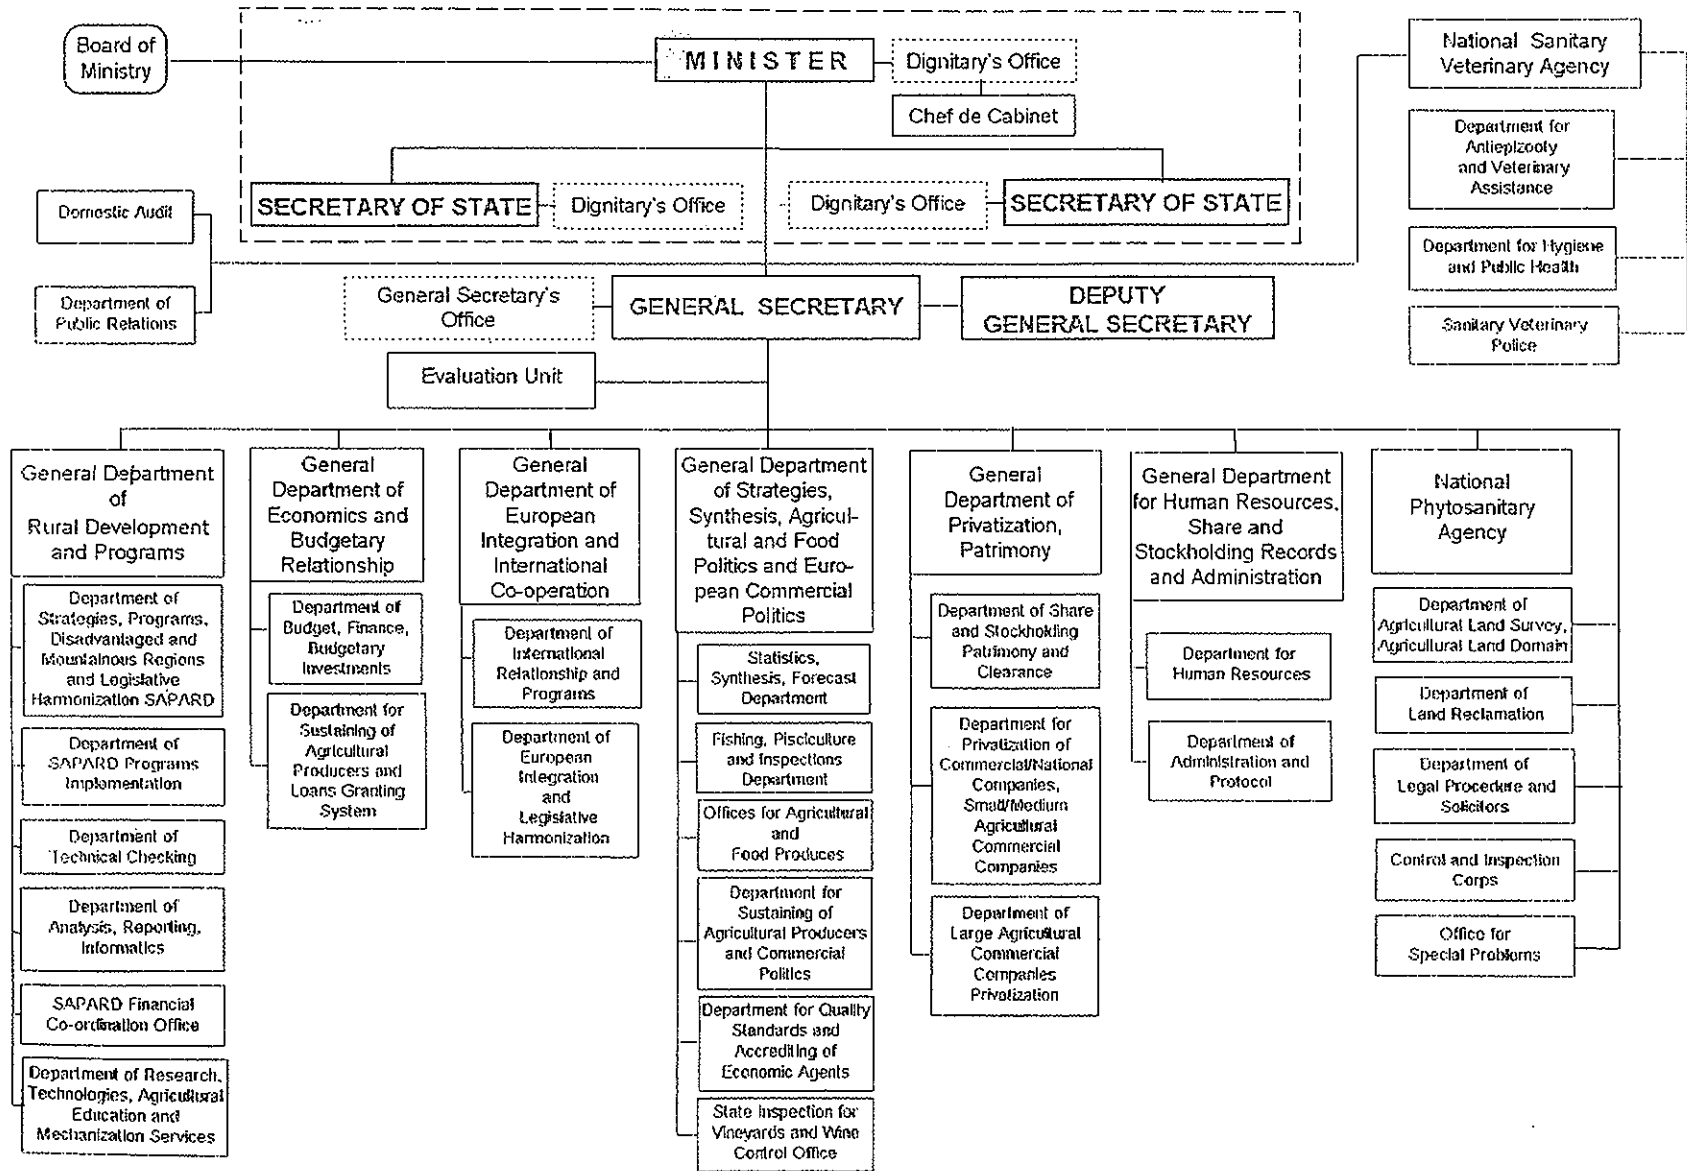 Board of
Ministry
MINISTER
Dignitary's Office
Chef de Cabinet
National Sanitary
Veterinary Agency
Department for
Antiepizooty
and Veterinary
Assistance
Department for Hygiene
and Public Health
Sanitary Veterinary
Police
SECRETARY OF STATE
Dignitary's Office
Dignitary's Office
SECRETARY OF STATE
Domestic Audit
Department of
Public Relations
General Secretary's
Office
GENERAL SECRETARY
DEPUTY
GENERAL SECRETARY
Evaluation Unit
General Department
of
Rural Development
and Programs
Department of
Strategies, Programs,
Disadvantaged and
Mountainous Regions
and Legislative
Harmonization SAPARD
Department of
SAPARD Programs
Implementation
Department of
Technical Checking
Department of
Analysis, Reporting,
Informatics
SAPARD Financial
Co-ordination Office
Department of Research,
Technologies, Agricultural
Education and
Mechanization Services
General
Department of
Economics and
Budgetary
Relationship
Department of
Budget, Finance,
Budgetary
Investments
Department for
Sustaining of
Agricultural
Producers and
Loans Granting
System
General
Department of
European
Integration and
International
Co-operation
Department of
International
Relationship and
Programs
Department of
European
Integration
and
Legislative
Harmonization
General Department
of Strategies,
Synthesis, Agricul-
tural and Food
Politics and Euro-
pean Commercial
Politics
Statistics,
Synthesis, Forecast
Department
Fishing, Pisciculture
and Inspections
Department
Offices for Agricultural
and
Food Produces
Department for
Sustaining of
Agricultural Producers
and Commercial
Politics
Department for Quality
Standards and
Accrediting of
Economic Agents
State Inspection for
Vineyards and Wine
Control Office
General
Department of
Privatization,
Patrimony
Department of Share
and Stockholding
Patrimony and
Clearance
Department for
Privatization of
Commercial/National
Companies,
Small/Medium
Agricultural
Commercial
Companies
Department of
Large Agricultural
Commercial
Companies
Privatization
General Department
for Human Resources,
Share and
Stockholding Records
and Administration
Department for
Human Resources
Department of
Administration and
Protocol
National
Phytosanitary
Agency
Department of
Agricultural Land Survey,
Agricultural Land Domain
Department of
Land Reclamation
Department of
Legal Procedure and
Solicitors
Control and Inspection
Corps
Office for
Special Problems